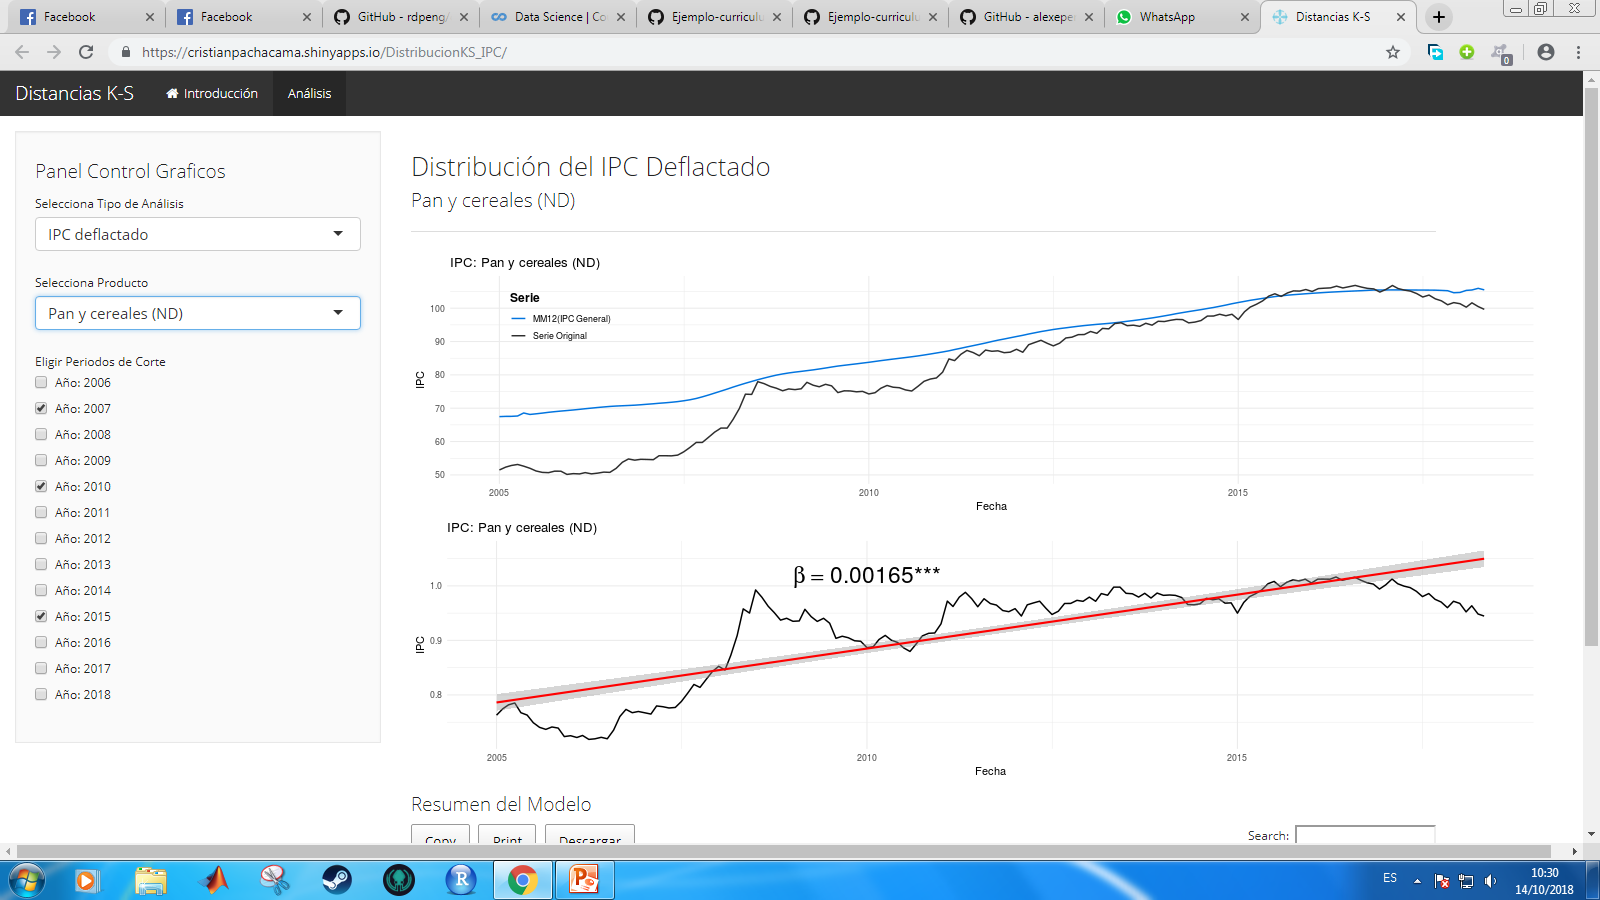 Facebook
Facebook
GitHub - rdpeng/
Data Science | Co
Ejemplo-curriculu
Ejemplo-curriculu
GitHub - alexepe
WhatsApp
Distancias K-S
https://cristianpachacama.shinyapps.io/DistribucionKS_IPC/
0
Distancias K-S
Introducción
Análisis
Panel Control Graficos
Selecciona Tipo de Análisis
IPC deflactado
Selecciona Producto
Pan y cereales (ND)
Eligir Periodos de Corte
Año: 2006
Año: 2007
Año: 2008
Año: 2009
Año: 2010
Año: 2011
Año: 2012
Año: 2013
Año: 2014
Año: 2015
Año: 2016
Año: 2017
Año: 2018
Distribución del IPC Deflactado
Pan y cereales (ND)
IPC: Pan y cereales (ND)
Serie
MM12(IPC General)
Serie Original
100
90
80
70
60
50
IPC
2005
2010
2015
Fecha
IPC: Pan y cereales (ND)
β = 0.00165***
1.0
0.9
0.8
IPC
2005
2010
2015
Fecha
Resumen del Modelo
Copy
Print
Descargar
Search:
ES
10:30
14/10/2018